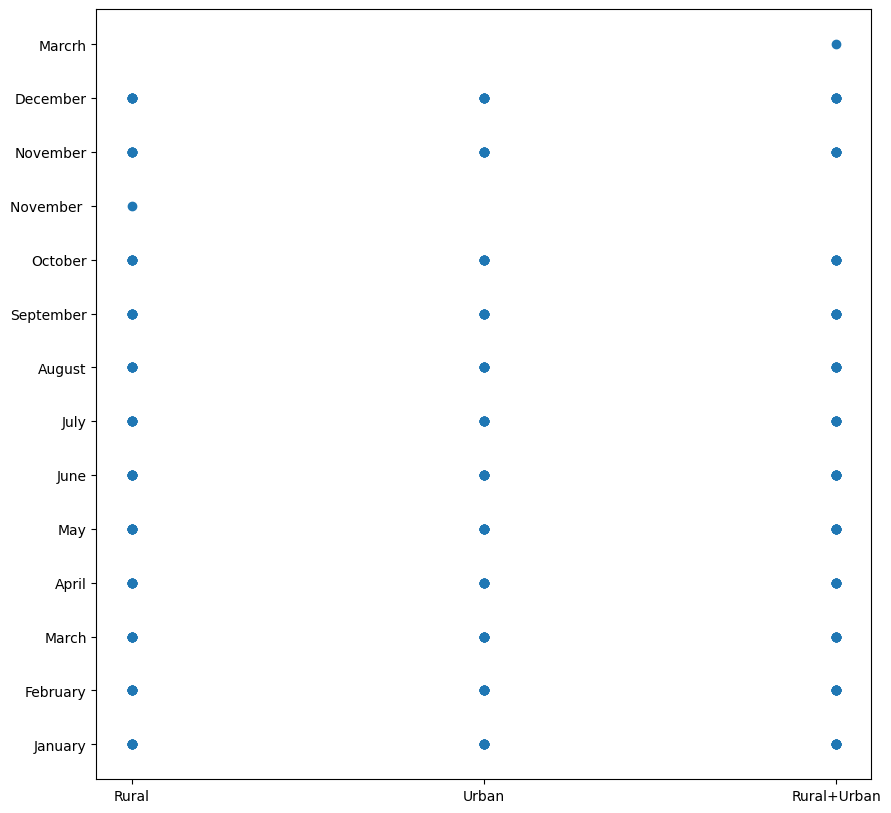 Marcrh
December
November
November
October
September
August
July
June
May
April
March
February
January
Rural Urban Rural+Urban